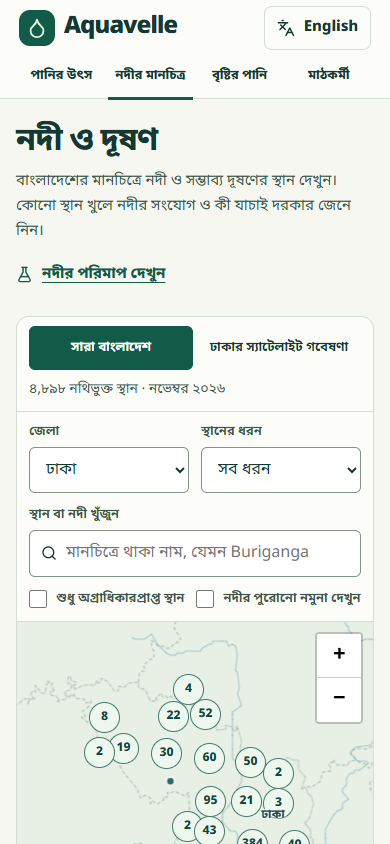 Aquavelle
English
পানির উৎস
নদীর মানচিত্র
বৃষ্টির পানি
মাঠকর্মী
নদী ও দূষণ
বাংলাদেশের মানচিত্রে নদী ও সম্ভাব্য দূষণের স্থান দেখুন।
কোনো স্থান খুলে নদীর সংযোগ ও কী যাচাই দরকার জেনে
নিন।
নদীর পরিমাপ দেখুন
সারা বাংলাদেশ
ঢাকার স্যাটেলাইট গবেষণা
৪,৮৯৮ নথিভুক্ত স্থান · নভেম্বর ২০২৬
জেলা
স্থানের ধরন
ঢাকা
সব ধরন
স্থান বা নদী খুঁজুন
মানচিত্রে থাকা নাম, যেমন Buriganga
শুধু অগ্রাধিকারপ্রাপ্ত স্থান
নদীর পুরোনো নমুনা দেখুন
+
−
4
8
22
52
2
19
30
60
50
2
95
21
3
ঢাকা
2
43
384
40